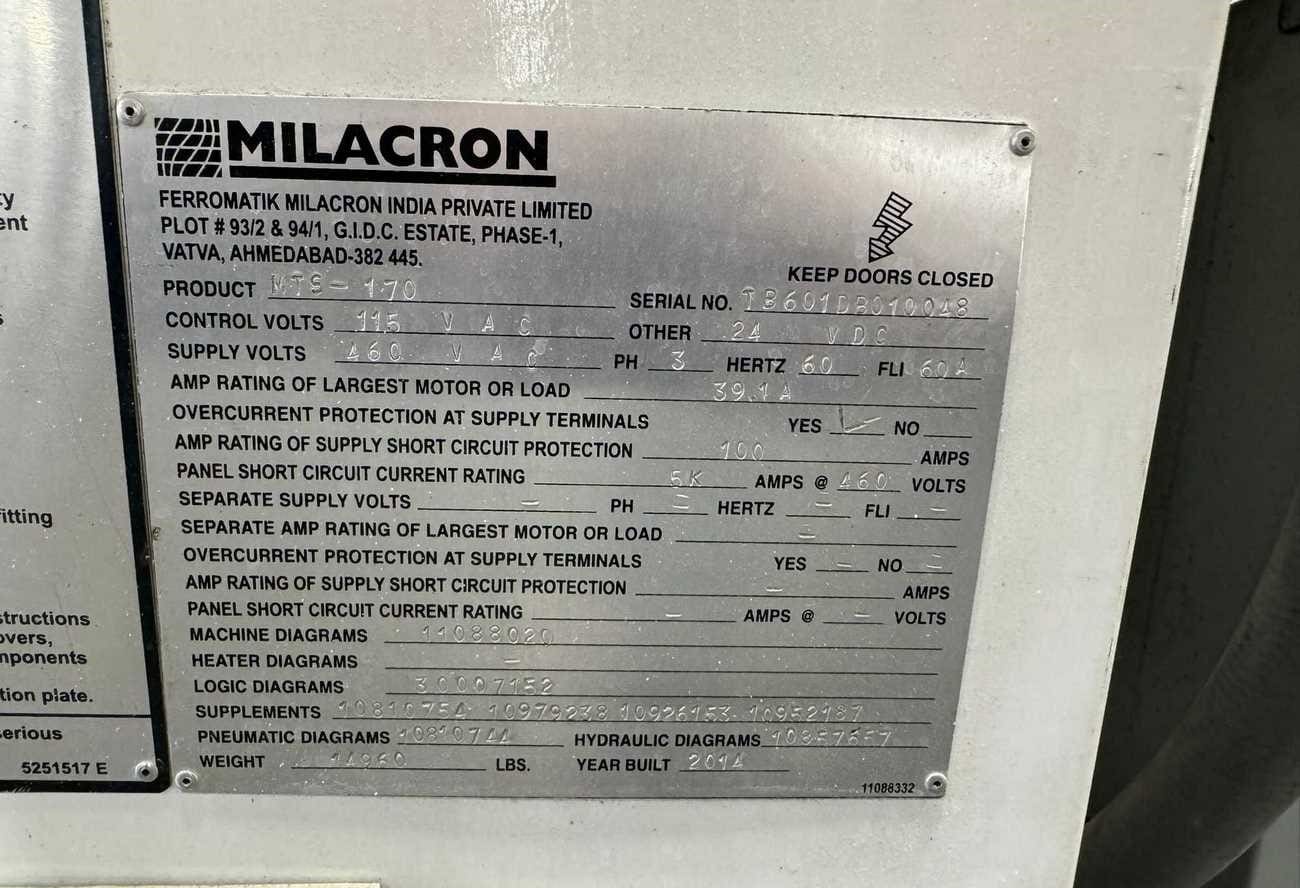 MILACRON
FERROMATIK MILACRON INDIA PRIVATE LIMITED
PLOT # 93/2 & 94/1, G.I.D.C. ESTATE, PHASE-1,
VATVA, AHMEDABAD-382 445.
KEEP DOORS CLOSED
PRODUCT MTS-170 SERIAL NO. TB601DB010048
CONTROL VOLTS 115 VAC OTHER 24 VDC
SUPPLY VOLTS 460 VAC PH 3 HERTZ 60 FLI 60A
AMP RATING OF LARGEST MOTOR OR LOAD 39.1A
OVERCURRENT PROTECTION AT SUPPLY TERMINALS YES ✓ NO
AMP RATING OF SUPPLY SHORT CIRCUIT PROTECTION 100 AMPS
PANEL SHORT CIRCUIT CURRENT RATING 5K AMPS @ 460 VOLTS
SEPARATE SUPPLY VOLTS - PH - HERTZ - FLI -
SEPARATE AMP RATING OF LARGEST MOTOR OR LOAD -
OVERCURRENT PROTECTION AT SUPPLY TERMINALS YES - NO -
AMP RATING OF SUPPLY SHORT CIRCUIT PROTECTION - AMPS
PANEL SHORT CIRCUIT CURRENT RATING - AMPS @ - VOLTS
MACHINE DIAGRAMS 11088020
HEATER DIAGRAMS -
LOGIC DIAGRAMS 30007152
SUPPLEMENTS 10810754 10979238 10926153 10952187
PNEUMATIC DIAGRAMS 10810744 HYDRAULIC DIAGRAMS 10857657
WEIGHT 14960 LBS. YEAR BUILT 2014
11088332
ty
ent
s
fitting
structions
overs,
mponents
tion plate.
serious
5251517 E